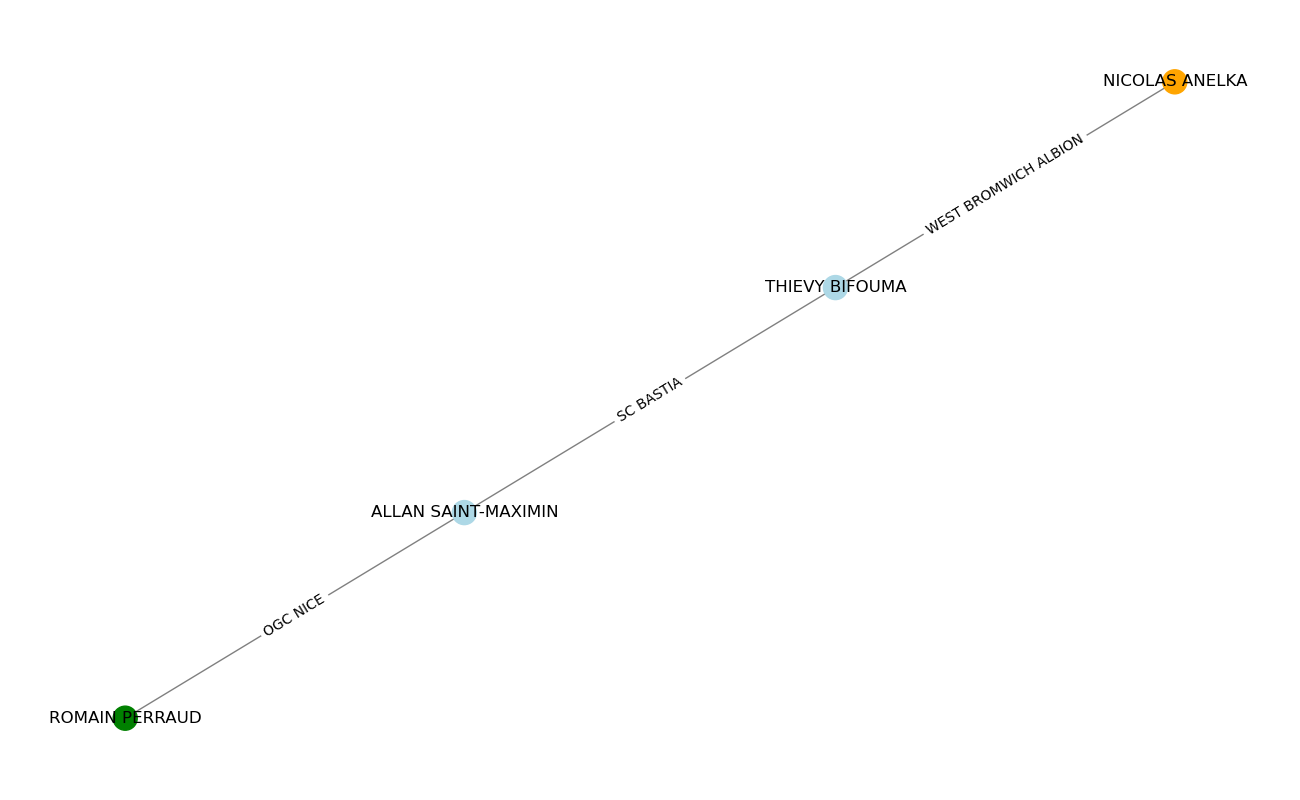 NICOLAS ANELKA
WEST BROMWICH ALBION
THIEVY BIFOUMA
SC BASTIA
ALLAN SAINT-MAXIMIN
OGC NICE
ROMAIN PERRAUD